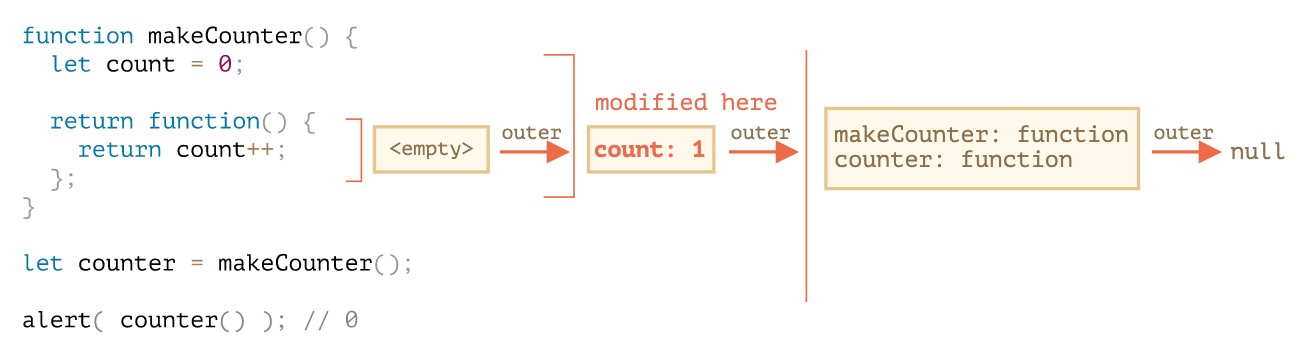 function makeCounter() {
let count = 0;
return function() {
return count++;
};
}
let counter = makeCounter();
alert( counter() ); // 0
<empty>
outer
modified here
count: 1
outer
makeCounter: function
counter: function
outer
null